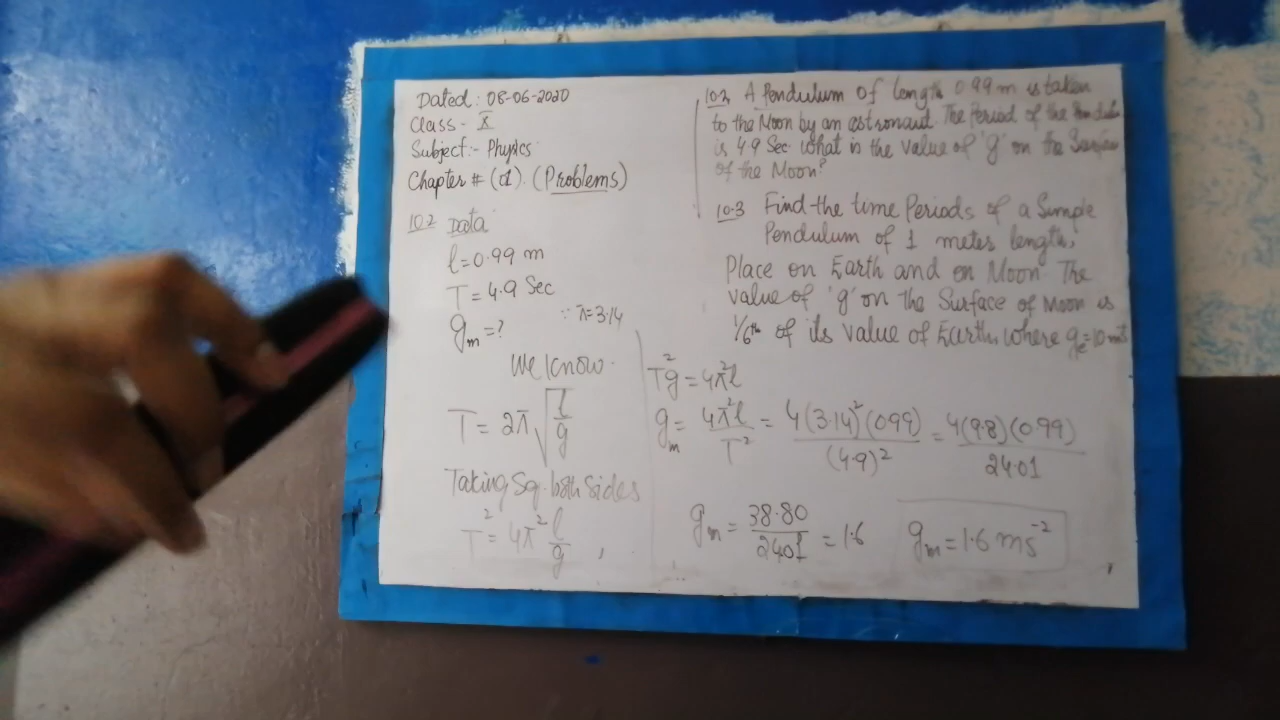 Dated: 08-06-2020
Class - X
Subject:- Physics
Chapter # (01). (Problems)
10.2 Data
l=0.99 m
T = 4.9 Sec
gm=? ∵ π=3.14
We Know.
T = 2π√(l/g)
Taking Sq. both Sides
T² = 4π² l/g ,
10.2 A Pendulum Of length 0.99 m is taken
to the Moon by an astronaut The Period of the Pendulum
is 4.9 Sec what is the value of 'g' on the Surface
of the Moon?
10.3 Find the time Periods of a Simple
Pendulum of 1 meter length,
Place on Earth and on Moon The
value of 'g' on the Surface of Moon is
1/6th of its value of Earth, where ge=10 ms⁻²
T²g = 4π²l
gm = 4π²l/T² = 4(3.14)²(099)/(4.9)² = 4(9.8)(0.99)/24.01
gm = 38.80/2401 = 1.6 gm = 1.6 ms⁻²